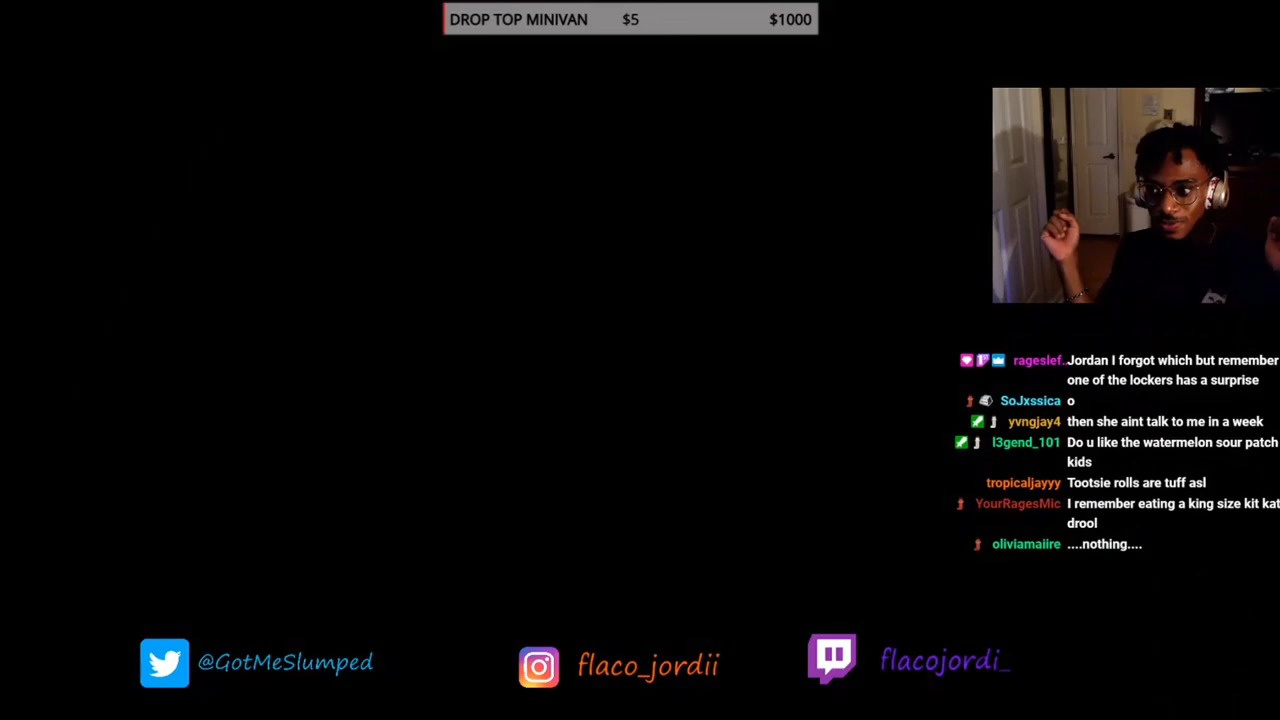 DROP TOP MINIVAN $5 $1000
rageslef.. Jordan I forgot which but remember
one of the lockers has a surprise
SoJxssica o
yvngjay4 then she aint talk to me in a week
l3gend_101 Do u like the watermelon sour patch
kids
tropicaljayyy Tootsie rolls are tuff asl
YourRagesMic I remember eating a king size kit kat
drool
oliviamaiire ....nothing....
@GotMeSlumped flaco_jordii flacojordi_